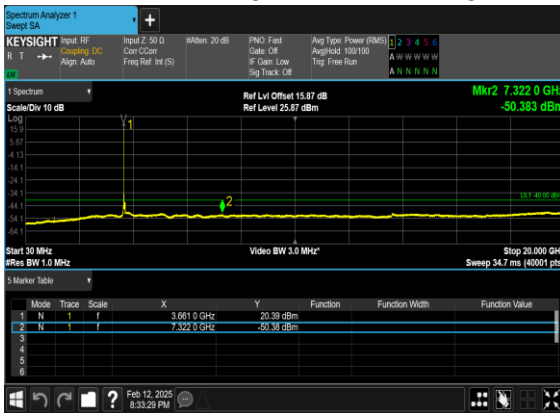 Spectrum Analyzer 1
Swept SA
+
KEYSIGHT Input: RF Input Z: 50 Ω #Atten: 20 dB PNO: Fast Avg Type: Power (RMS) 1 2 3 4 5 6
R T Coupling: DC Corr CCorr Gate: Off Avg|Hold: 100/100 A W W W W W
Align: Auto Freq Ref: Int (S) IF Gain: Low Trig: Free Run
Sig Track: Off A N N N N N
1 Spectrum Ref Lvl Offset 15.87 dB Mkr2 7.322 0 GHz
Scale/Div 10 dB Ref Level 25.87 dBm -50.383 dBm
Log
15.9
1
5.87
-4.13
-14.1
-24.1
-34.1
2
-44.1
-54.1
-64.1
Start 30 MHz Video BW 3.0 MHz* Stop 20.000 GH
#Res BW 1.0 MHz Sweep 34.7 ms (40001 pts
5 Marker Table
Mode Trace Scale X Y Function Function Width Function Value
1 N 1 f 3.661 0 GHz 20.39 dBm
2 N 1 f 7.322 0 GHz -50.38 dBm
3
4
5
6
? Feb 12, 2025
8:33:29 PM